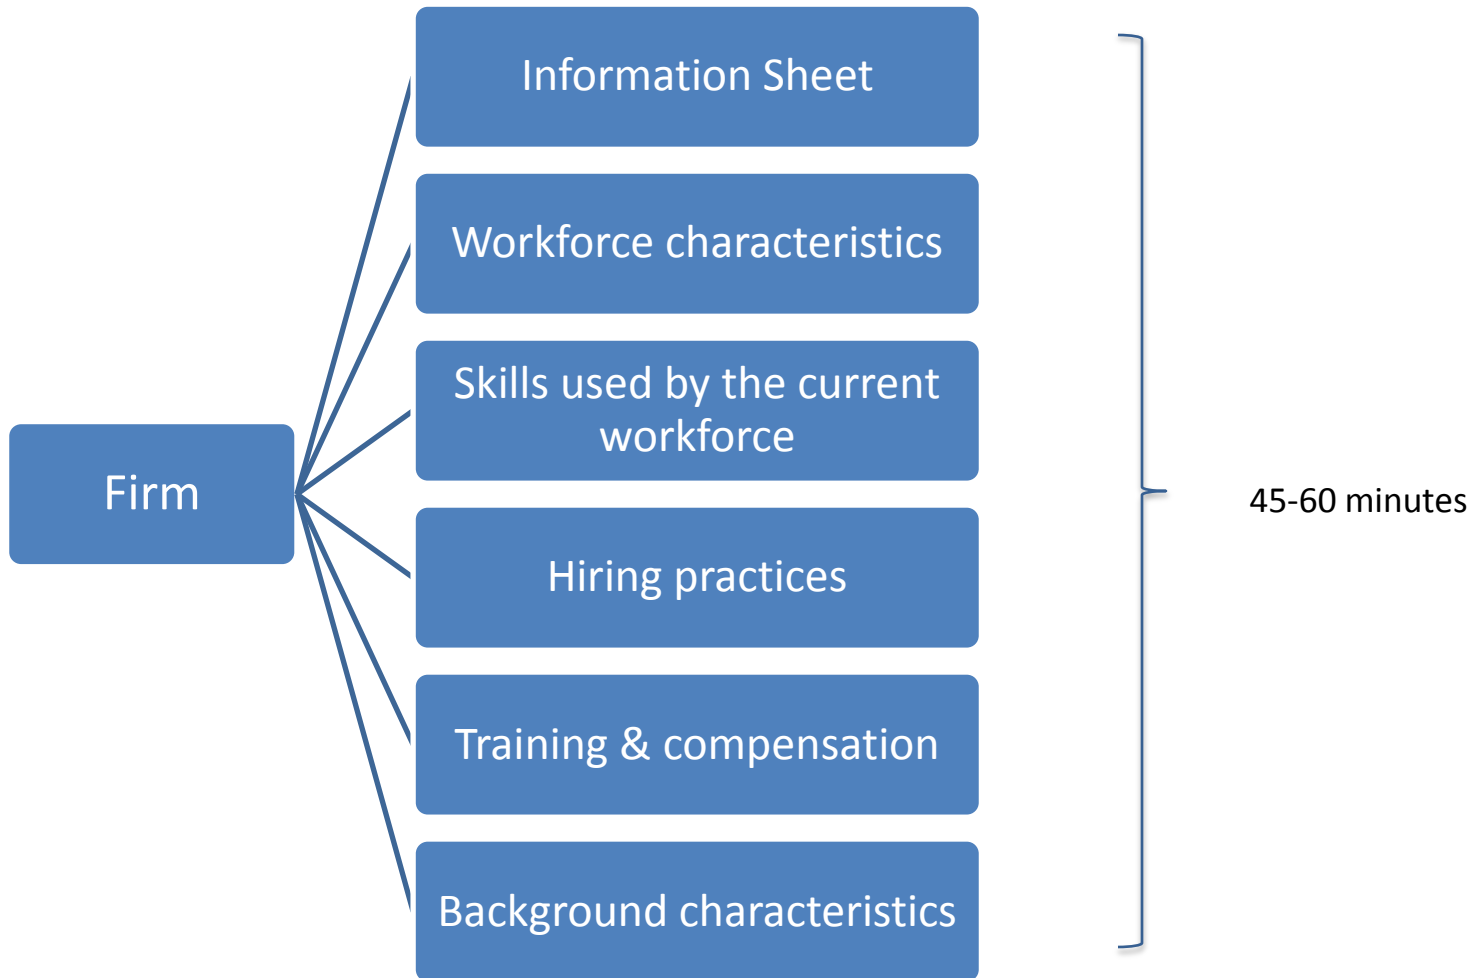 Information Sheet
Workforce characteristics
Skills used by the current
workforce
Firm
Hiring practices
45-60 minutes
Training & compensation
Background characteristics